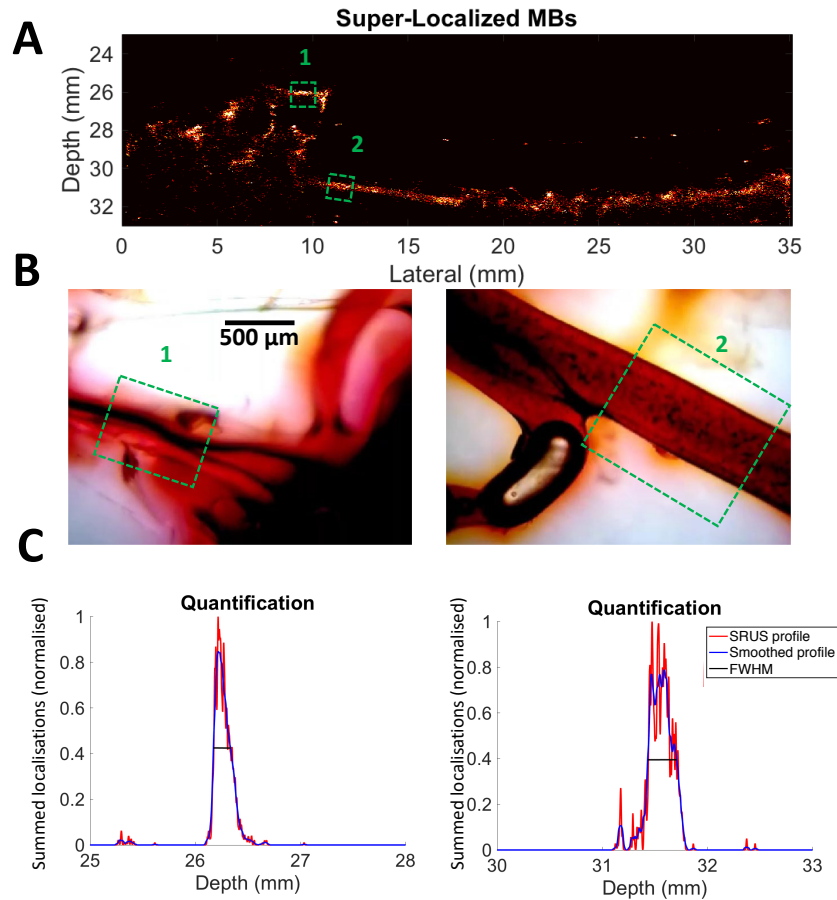 A
Super-Localized MBs
Depth (mm)
24
26
28
30
32
1
2
0
5
10
15
20
25
30
35
Lateral (mm)
B
1
500 µm
2
C
Quantification
Summed localisations (normalised)
1
0.8
0.6
0.4
0.2
0
25
26
27
28
Depth (mm)
Quantification
Summed localisations (normalised)
1
0.8
0.6
0.4
0.2
0
30
31
32
33
Depth (mm)
SRUS profile
Smoothed profile
FWHM